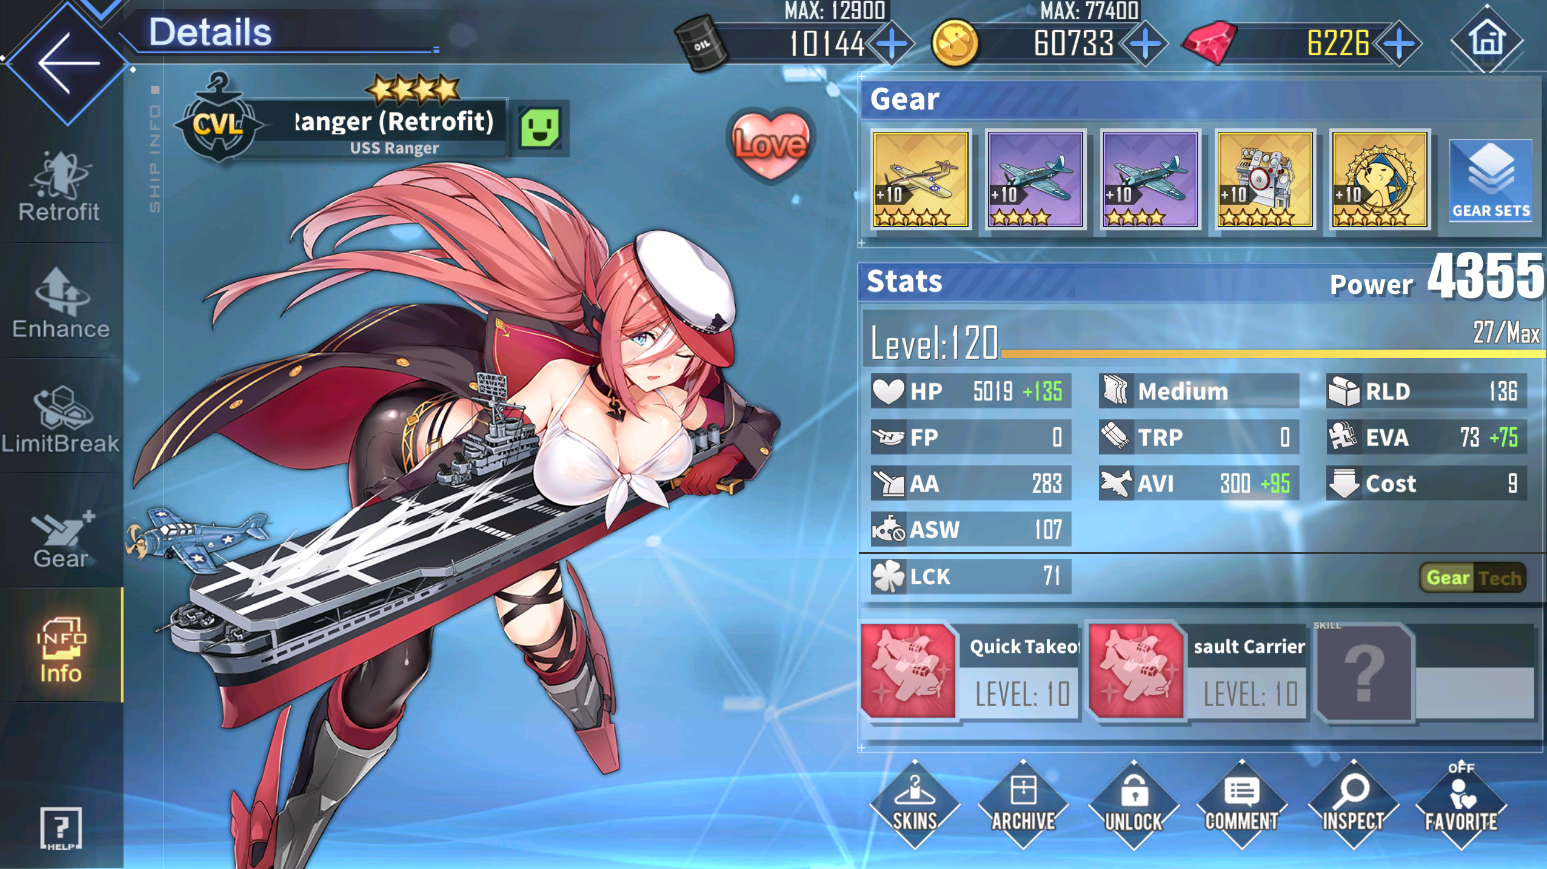 Details
MAX: 12900
10144
MAX: 77400
60733
6226
OIL
SHIP INFO
CVL
Ranger (Retrofit)
USS Ranger
Love
Retrofit
Enhance
LimitBreak
Gear
INFO
Info
?
HELP
Gear
+10
+10
+10
+10
+10
GEAR SETS
Stats
Power 4355
Level:120
27/Max
HP 5019 +135
Medium
RLD 136
FP 0
TRP 0
EVA 73 +75
AA 283
AVI 300 +95
Cost 9
ASW 107
LCK 71
Gear Tech
Quick Takeo
LEVEL: 10
sault Carrier
LEVEL: 10
SKILL
?
SKINS
ARCHIVE
UNLOCK
COMMENT
INSPECT
OFF
FAVORITE